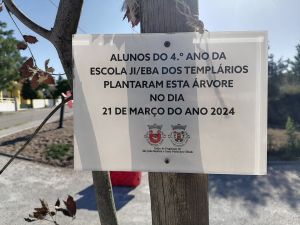 ALUNOS DO 4.º ANO DA
ESCOLA JI/EBA DOS TEMPLÁRIOS
PLANTARAM ESTA ÁRVORE
NO DIA
21 DE MARÇO DO ANO 2024